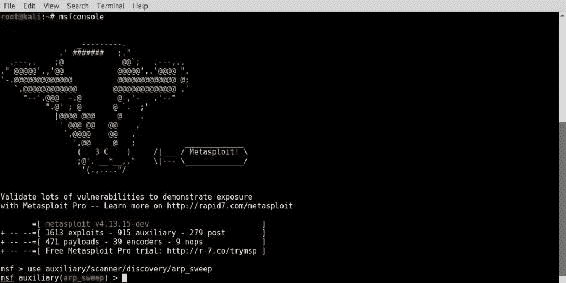 File Edit View Search Terminal Help
root@kali:~# msfconsole
Metasploit!
Validate lots of vulnerabilities to demonstrate exposure
with Metasploit Pro -- Learn more on http://rapid7.com/metasploit
=[ metasploit v4.13.15-dev ]
+ -- --=[ 1613 exploits - 915 auxiliary - 279 post ]
+ -- --=[ 471 payloads - 39 encoders - 9 nops ]
+ -- --=[ Free Metasploit Pro trial: http://r-7.co/trymsp ]
msf > use auxiliary/scanner/discovery/arp_sweep
msf auxiliary(arp_sweep) >